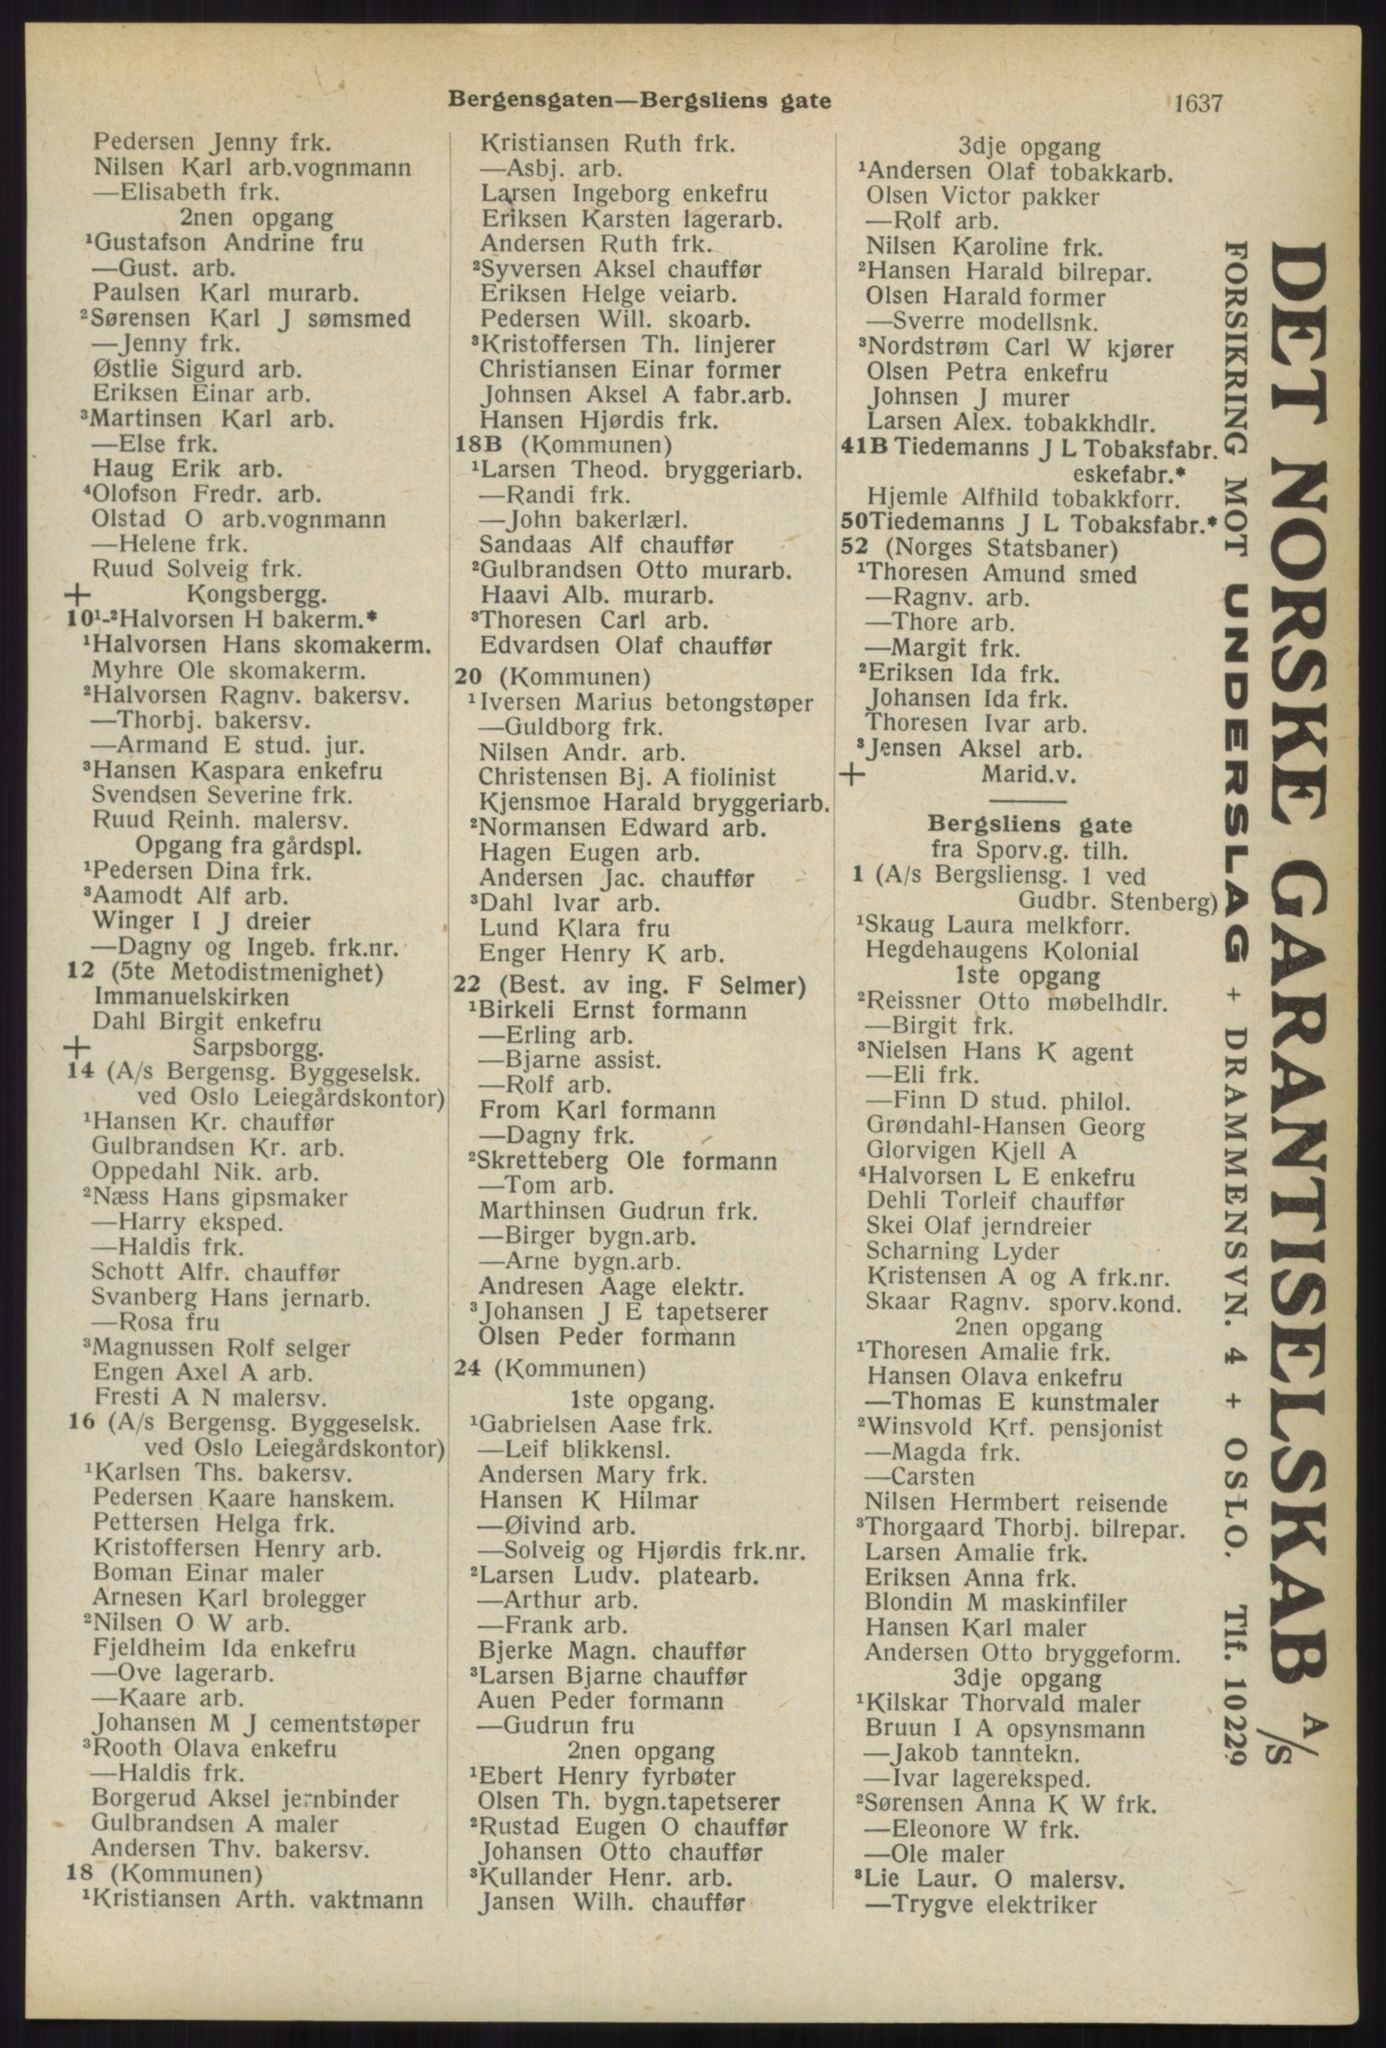 Bergensgaten—Bergsliens gate
1637
Pedersen Jenny frk.
Nilsen Karl arb.vognmann
—Elisabeth frk.
2nen opgang
¹Gustafson Andrine fru
—Gust. arb.
Paulsen Karl murarb.
²Sørensen Karl J sømsmed
—Jenny frk.
Østlie Sigurd arb.
Eriksen Einar arb.
³Martinsen Karl arb.
—Else frk.
Haug Erik arb.
⁴Olofson Fredr. arb.
Olstad O arb.vognmann
—Helene frk.
Ruud Solveig frk.
+ Kongsbergg.
10¹-²Halvorsen H bakerm.*
¹Halvorsen Hans skomakerm.
Myhre Ole skomakerm.
²Halvorsen Ragnv. bakersv.
—Thorbj. bakersv.
—Armand E stud. jur.
³Hansen Kaspara enkefru
Svendsen Severine frk.
Ruud Reinh. malersv.
Opgang fra gårdspl.
¹Pedersen Dina frk.
³Aamodt Alf arb.
Winger I J dreier
—Dagny og Ingeb. frk.nr.
12 (5te Metodistmenighet)
Immanuelskirken
Dahl Birgit enkefru
+ Sarpsborgg.
14 (A/s Bergensg. Byggeselsk.
ved Oslo Leiegårdskontor)
¹Hansen Kr. chauffør
Gulbrandsen Kr. arb.
Oppedahl Nik. arb.
²Næss Hans gipsmaker
—Harry eksped.
—Haldis frk.
Schott Alfr. chauffør
Svanberg Hans jernarb.
—Rosa fru
³Magnussen Rolf selger
Engen Axel A arb.
Fresti A N malersv.
16 (A/s Bergensg. Byggeselsk.
ved Oslo Leiegårdskontor)
¹Karlsen Ths. bakersv.
Pedersen Kaare hanskem.
Pettersen Helga frk.
Kristoffersen Henry arb.
Boman Einar maler
Arnesen Karl brolegger
²Nilsen O W arb.
Fjeldheim Ida enkefru
—Ove lagerarb.
—Kaare arb.
Johansen M J cementstøper
³Rooth Olava enkefru
—Haldis frk.
Borgerud Aksel jernbinder
Gulbrandsen A maler
Andersen Thv. bakersv.
18 (Kommunen)
¹Kristiansen Arth. vaktmann
Kristiansen Ruth frk.
—Asbj. arb.
Larsen Ingeborg enkefru
Eriksen Karsten lagerarb.
Andersen Ruth frk.
²Syversen Aksel chauffør
Eriksen Helge veiarb.
Pedersen Will. skoarb.
³Kristoffersen Th. linjerer
Christiansen Einar former
Johnsen Aksel A fabr.arb.
Hansen Hjørdis frk.
18B (Kommunen)
¹Larsen Theod. bryggeriarb.
—Randi frk.
—John bakerlærl.
Sandaas Alf chauffør
²Gulbrandsen Otto murarb.
Haavi Alb. murarb.
³Thoresen Carl arb.
Edvardsen Olaf chauffør
20 (Kommunen)
¹Iversen Marius betongstøper
—Guldborg frk.
Nilsen Andr. arb.
Christensen Bj. A fiolinist
Kjensmoe Harald bryggeriarb.
²Normansen Edward arb.
Hagen Eugen arb.
Andersen Jac. chauffør
³Dahl Ivar arb.
Lund Klara fru
Enger Henry K arb.
22 (Best. av ing. F Selmer)
¹Birkeli Ernst formann
—Erling arb.
—Bjarne assist.
—Rolf arb.
From Karl formann
—Dagny frk.
²Skretteberg Ole formann
—Tom arb.
Marthinsen Gudrun frk.
—Birger bygn.arb.
—Arne bygn.arb.
Andresen Aage elektr.
³Johansen J E tapetserer
Olsen Peder formann
24 (Kommunen)
1ste opgang.
¹Gabrielsen Aase frk.
—Leif blikkensl.
Andersen Mary frk.
Hansen K Hilmar
—Øivind arb.
—Solveig og Hjørdis frk.nr.
²Larsen Ludv. platearb.
—Arthur arb.
—Frank arb.
Bjerke Magn. chauffør
³Larsen Bjarne chauffør
Auen Peder formann
—Gudrun fru
2nen opgang
¹Ebert Henry fyrbøter
Olsen Th. bygn.tapetserer
²Rustad Eugen O chauffør
Johansen Otto chauffør
³Kullander Henr. arb.
Jansen Wilh. chauffør
3dje opgang
¹Andersen Olaf tobakkarb.
Olsen Victor pakker
—Rolf arb.
Nilsen Karoline frk.
²Hansen Harald bilrepar.
Olsen Harald former
—Sverre modellsnk.
³Nordstrøm Carl W kjører
Olsen Petra enkefru
Johnsen J murer
Larsen Alex. tobakkhdlr.
41B Tiedemanns J L Tobaksfabr.
eskefabr.*
Hjemle Alfhild tobakkforr.
50Tiedemanns J L Tobaksfabr.*
52 (Norges Statsbaner)
¹Thoresen Amund smed
—Ragnv. arb.
—Thore arb.
—Margit frk.
²Eriksen Ida frk.
Johansen Ida frk.
Thoresen Ivar arb.
³Jensen Aksel arb.
+ Marid.v.
Bergsliens gate
fra Sporv.g. tilh.
1 (A/s Bergsliensg. 1 ved
Gudbr. Stenberg)
¹Skaug Laura melkforr.
Hegdehaugens Kolonial
1ste opgang
²Reissner Otto møbelhdlr.
—Birgit frk.
³Nielsen Hans K agent
—Eli frk.
—Finn D stud. philol.
Grøndahl-Hansen Georg
Glorvigen Kjell A
⁴Halvorsen L E enkefru
Dehli Torleif chauffør
Skei Olaf jerndreier
Scharning Lyder
Kristensen A og A frk.nr.
Skaar Ragnv. sporv.kond.
2nen opgang
¹Thoresen Amalie frk.
Hansen Olava enkefru
—Thomas E kunstmaler
²Winsvold Krf. pensjonist
—Magda frk.
—Carsten
Nilsen Hermbert reisende
³Thorgaard Thorbj. bilrepar.
Larsen Amalie frk.
Eriksen Anna frk.
Blondin M maskinfiler
Hansen Karl maler
Andersen Otto bryggeform.
3dje opgang
¹Kilskar Thorvald maler
Bruun I A opsynsmann
—Jakob tanntekn.
—Ivar lagereksped.
²Sørensen Anna K W frk.
—Eleonore W frk.
—Ole maler
³Lie Laur. O malersv.
—Trygve elektriker
DET NORSKE GARANTISELSKAB A/S
FORSIKRING MOT UNDERSLAG + DRAMMENSVN. 4 + OSLO. Tlf. 10229